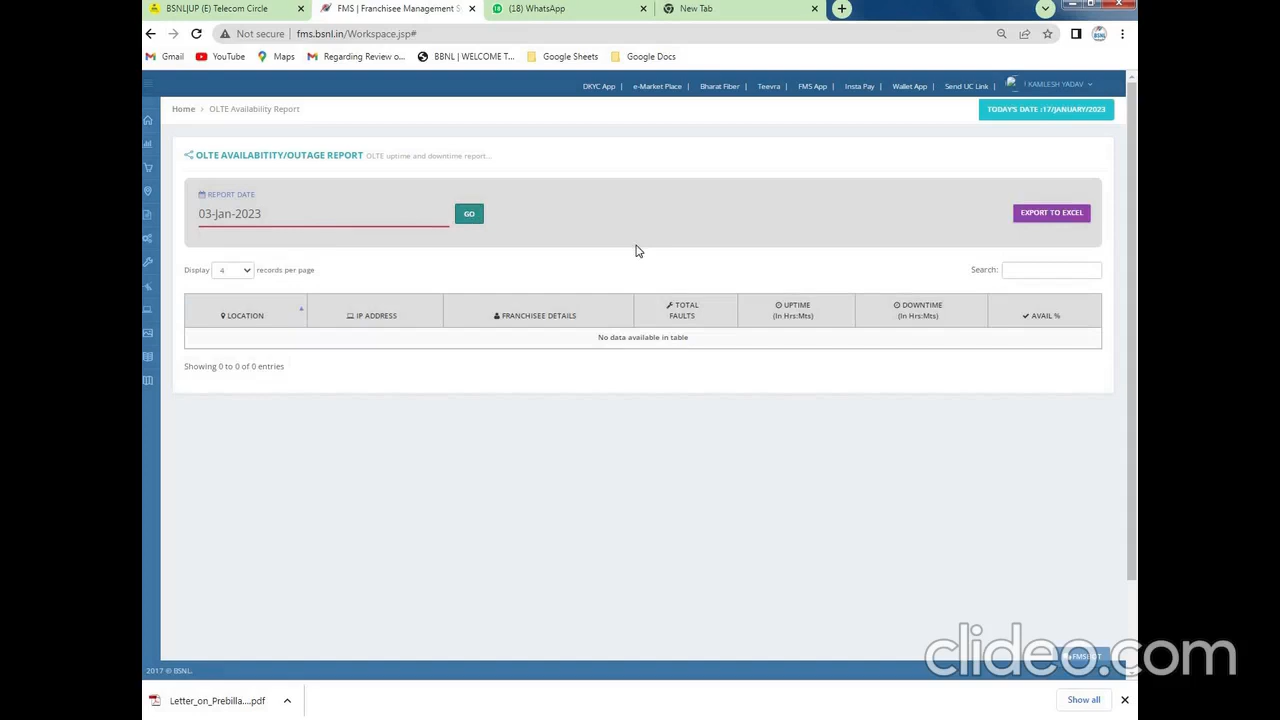 BSNL|UP (E) Telecom Circle
FMS | Franchisee Management S
(18) WhatsApp
New Tab
Not secure
fms.bsnl.in/Workspace.jsp#
Gmail
YouTube
Maps
Regarding Review o...
BBNL | WELCOME T...
Google Sheets
Google Docs
DKYC App | e-Market Place | Bharat Fiber | Teevra | FMS App | Insta Pay | Wallet App | Send UC Link |
! KAMLESH YADAV
Home > OLTE Availability Report
TODAY'S DATE :17/JANUARY/2023
OLTE AVAILABITITY/OUTAGE REPORT OLTE uptime and downtime report...
REPORT DATE
03-Jan-2023
GO
EXPORT TO EXCEL
Display 4 records per page
Search:
LOCATION
IP ADDRESS
FRANCHISEE DETAILS
TOTAL
FAULTS
UPTIME
(In Hrs:Mts)
DOWNTIME
(In Hrs:Mts)
AVAIL %
No data available in table
Showing 0 to 0 of 0 entries
clideo.com
FMSBOT
2017 © BSNL.
Letter_on_Prebilla....pdf
Show all